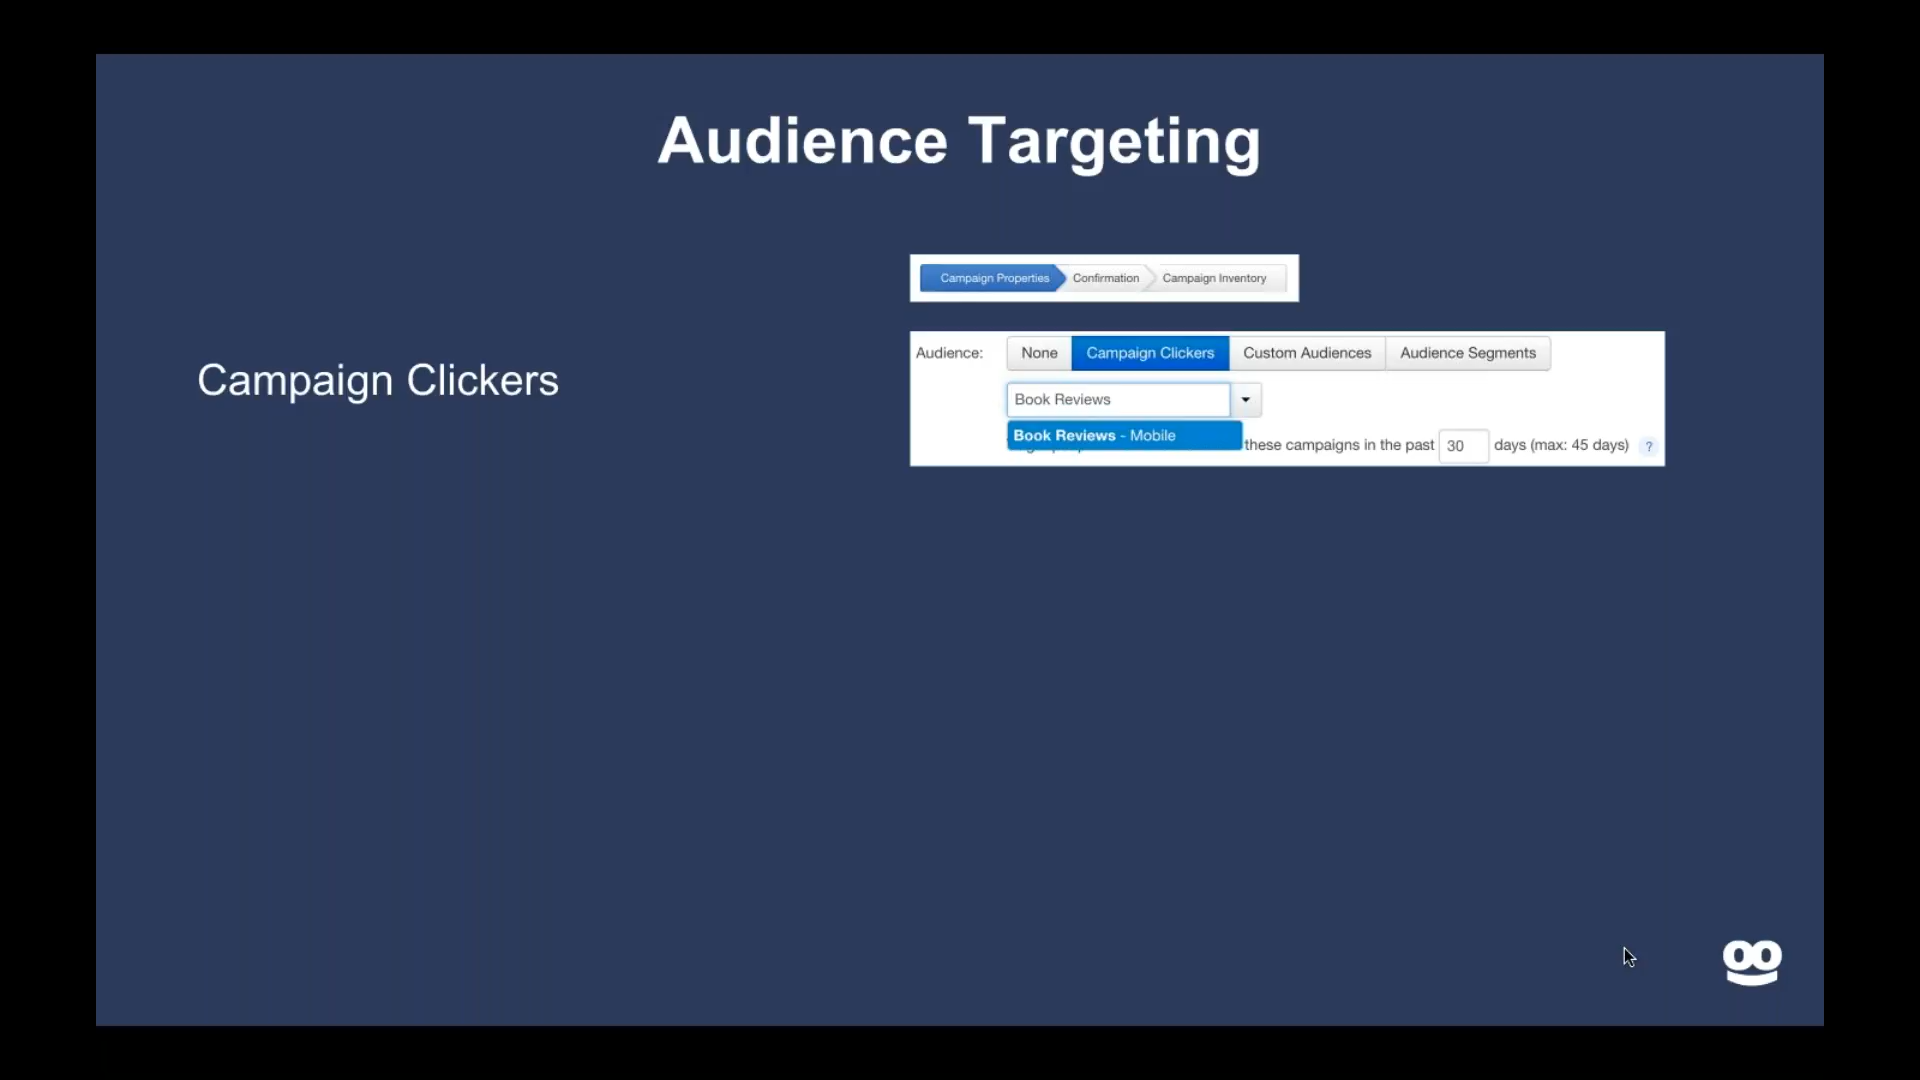 Audience Targeting
Campaign Properties Confirmation Campaign Inventory
Campaign Clickers
Audience: None Campaign Clickers Custom Audiences Audience Segments
Book Reviews
Book Reviews - Mobile
these campaigns in the past 30 days (max: 45 days) ?